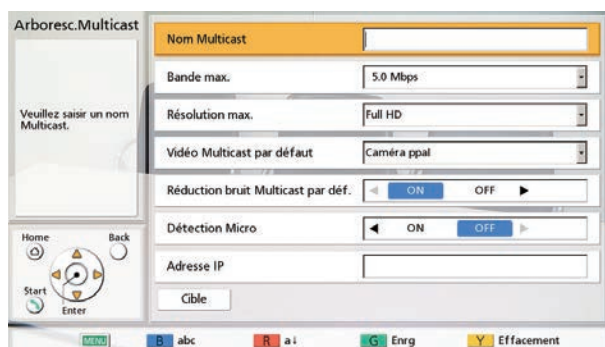 Arboresc.Multicast
Veuillez saisir un nom
Multicast.
Nom Multicast
Bande max.
5.0 Mbps
Résolution max.
Full HD
Vidéo Multicast par défaut
Caméra ppal
Réduction bruit Multicast par déf.
ON
OFF
Détection Micro
ON
OFF
Adresse IP
Cible
Home
Back
Start
Enter
MENU
B abc
R a↓
G Enrg
Y Effacement